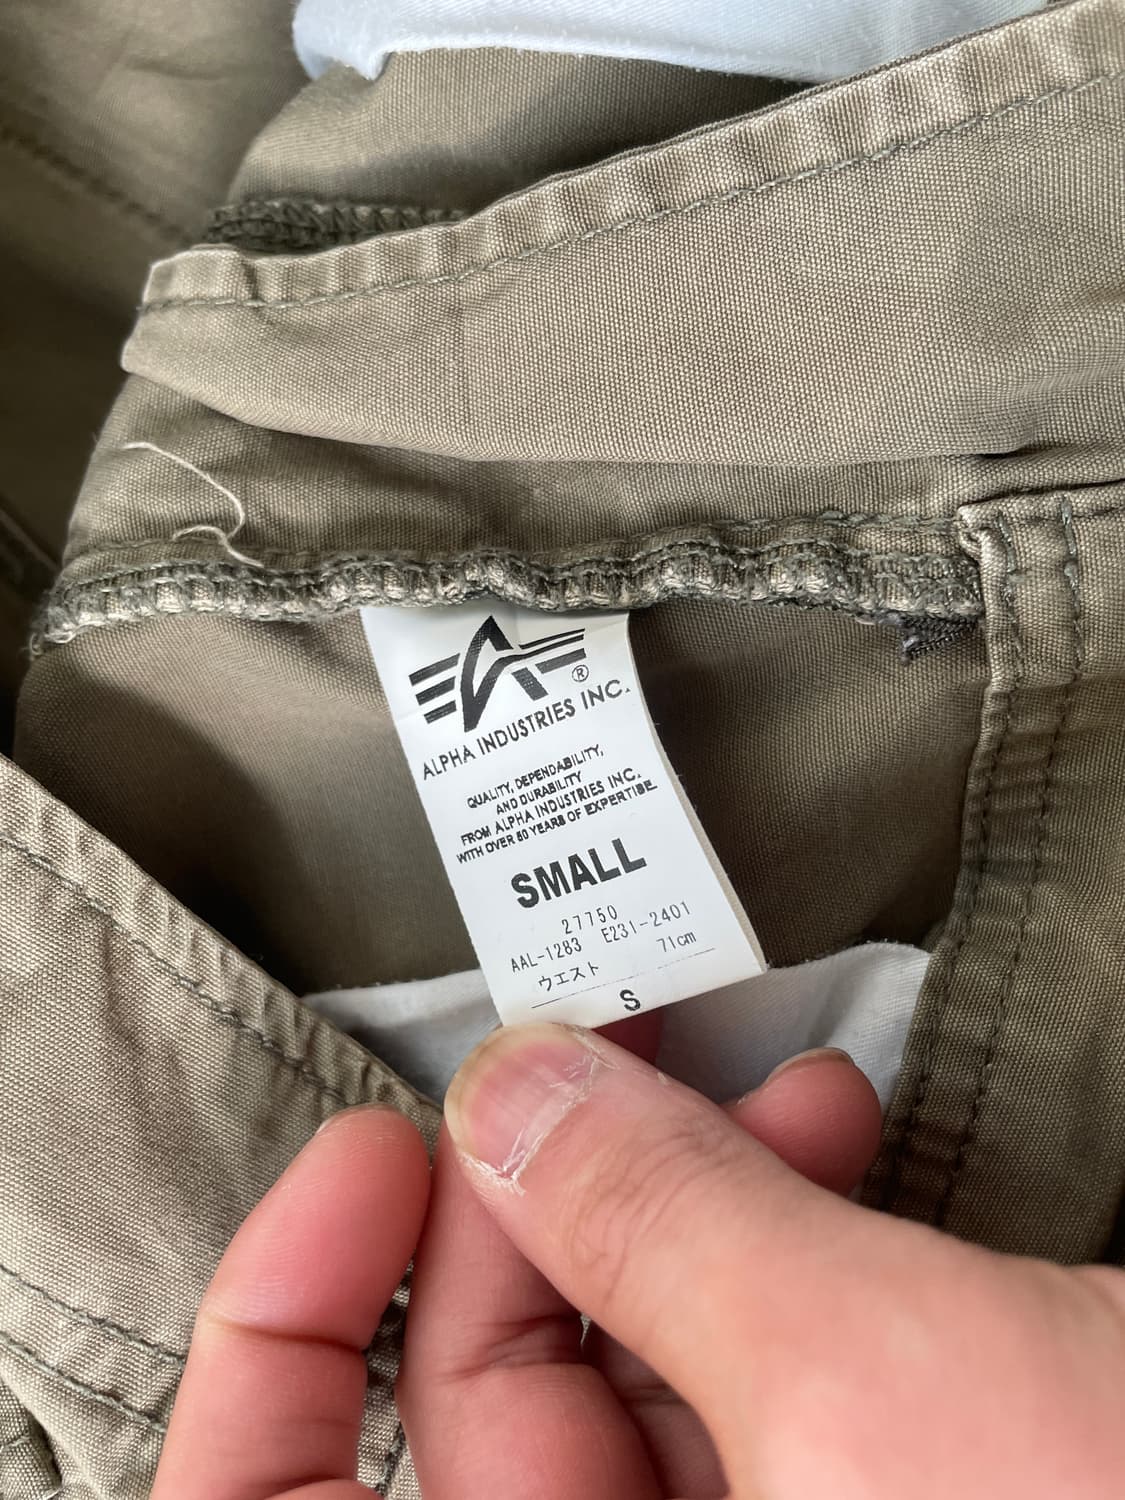 A
®
ALPHA INDUSTRIES INC.
QUALITY, DEPENDABILITY,
AND DURABILITY
FROM ALPHA INDUSTRIES INC.
WITH OVER 50 YEARS OF EXPERTISE.
SMALL
27750
AAL-1283 E231-2401
ウエスト 71cm
S